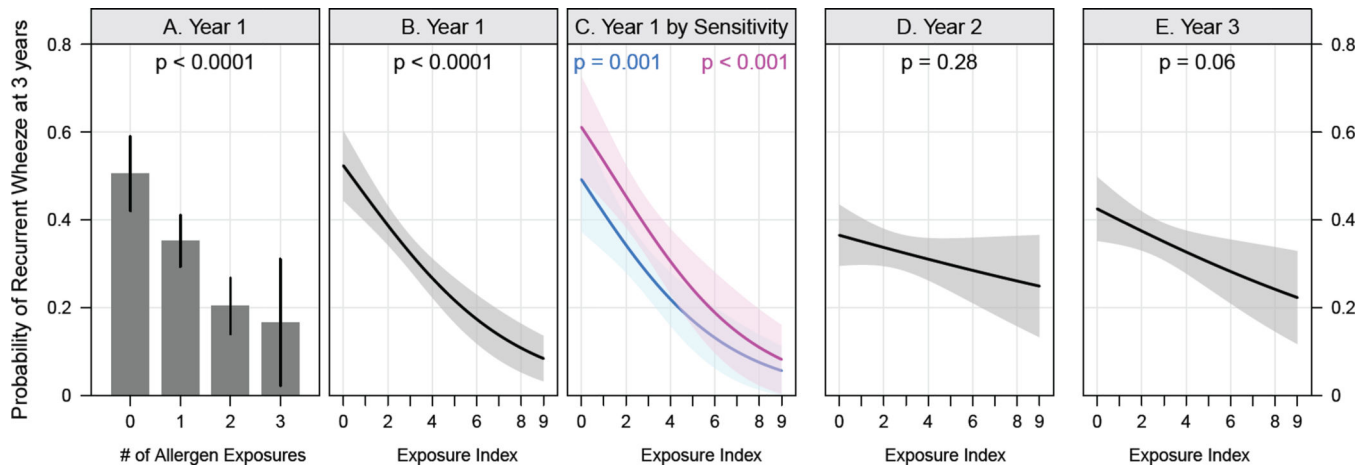 A. Year 1
B. Year 1
C. Year 1 by Sensitivity
D. Year 2
E. Year 3
Probability of Recurrent Wheeze at 3 years
0.8
0.6
0.4
0.2
0
p < 0.0001
p < 0.0001
p = 0.001 p < 0.001
p = 0.28
p = 0.06
0.8
0.6
0.4
0.2
0
0 1 2 3
0 2 4 6 8 9
0 2 4 6 8 9
0 2 4 6 8 9
0 2 4 6 8 9
# of Allergen Exposures
Exposure Index
Exposure Index
Exposure Index
Exposure Index